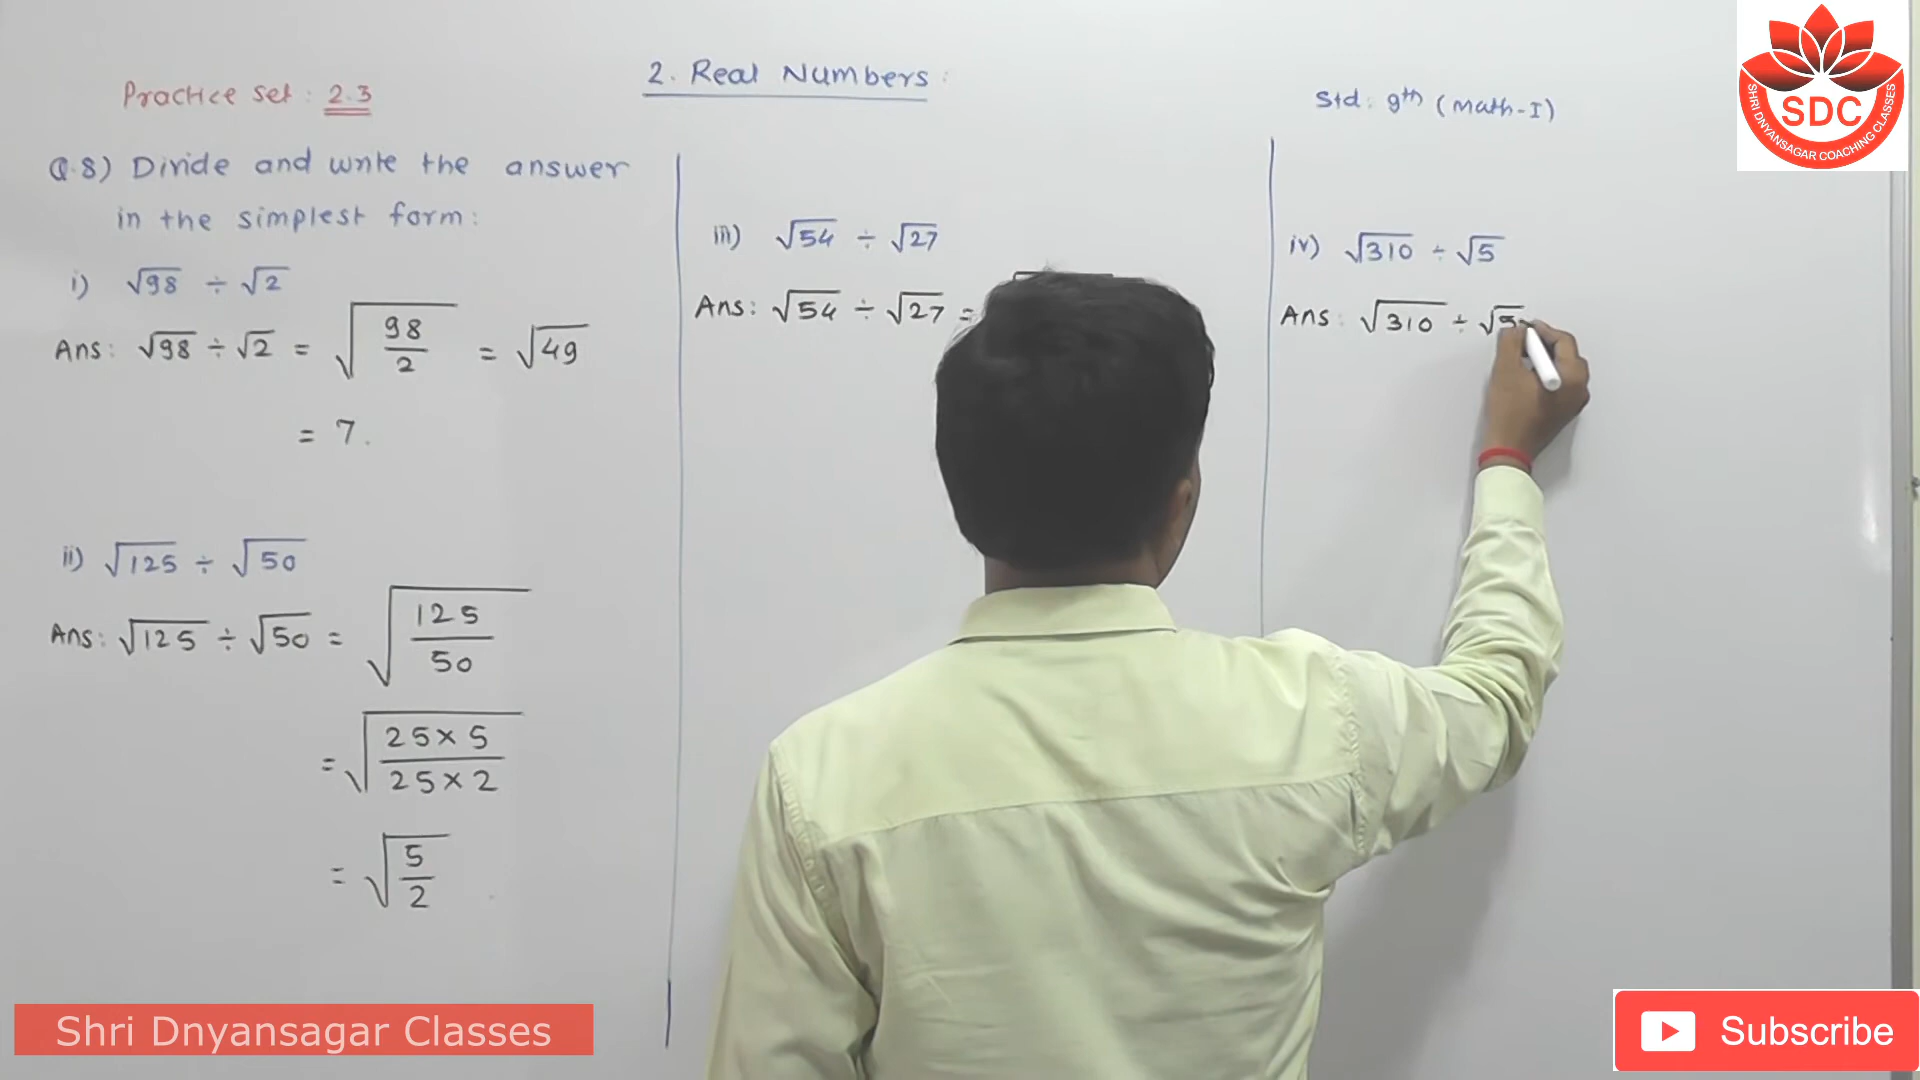 2. Real Numbers:
Practice set: 2.3
Std: 9th (Math-I)
Q.8) Divide and write the answer
in the simplest form:
i) √98 ÷ √2
Ans: √98 ÷ √2 = √(98/2) = √49
= 7.
ii) √125 ÷ √50
Ans: √125 ÷ √50 = √(125/50)
= √(25×5/25×2)
= √(5/2)
iii) √54 ÷ √27
Ans: √54 ÷ √27 =
iv) √310 ÷ √5
Ans: √310 ÷ √5
SDC
SHRI DNYANSAGAR COACHING CLASSES
Shri Dnyansagar Classes
Subscribe